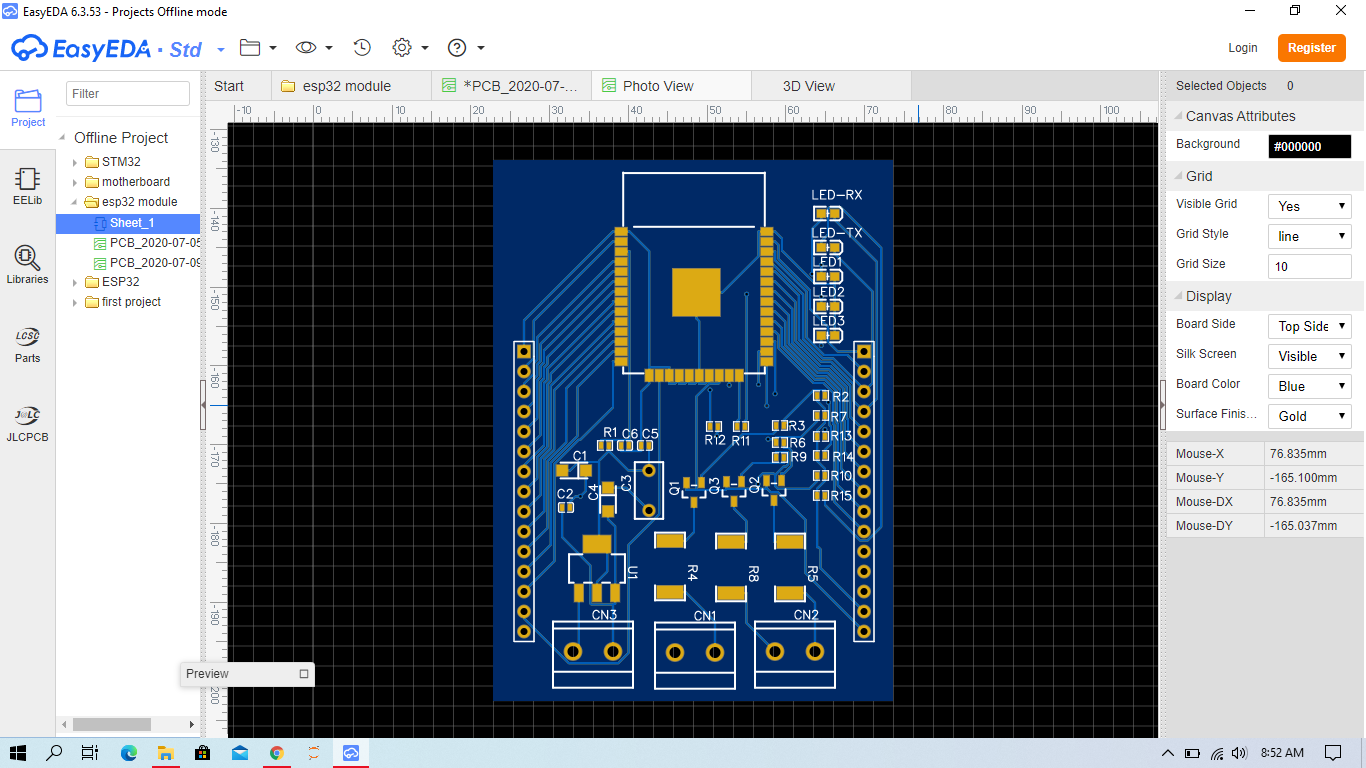 EasyEDA 6.3.53 - Projects Offline mode
EasyEDA · Std
Login
Register
Project
EELib
Libraries
LCSC
Parts
J@LC
JLCPCB
Filter
Offline Project
STM32
motherboard
esp32 module
Sheet_1
PCB_2020-07-05
PCB_2020-07-09
ESP32
first project
Start
esp32 module
*PCB_2020-07-...
Photo View
3D View
-10
0
10
20
30
40
50
60
70
80
90
100
-130
-140
-150
-160
-170
-180
-190
-200
LED-RX
LED-TX
LED1
LED2
LED3
R2
R7
R3
R13
R6
R14
R9
R10
R15
R12
R11
R1
C6
C5
C1
C2
C4
C3
Q1
Q3
Q2
U1
R4
R8
R5
CN3
CN1
CN2
Preview
Selected Objects 0
Canvas Attributes
Background #000000
Grid
Visible Grid Yes
Grid Style line
Grid Size 10
Display
Board Side Top Side
Silk Screen Visible
Board Color Blue
Surface Finis... Gold
Mouse-X 76.835mm
Mouse-Y -165.100mm
Mouse-DX 76.835mm
Mouse-DY -165.037mm
8:52 AM